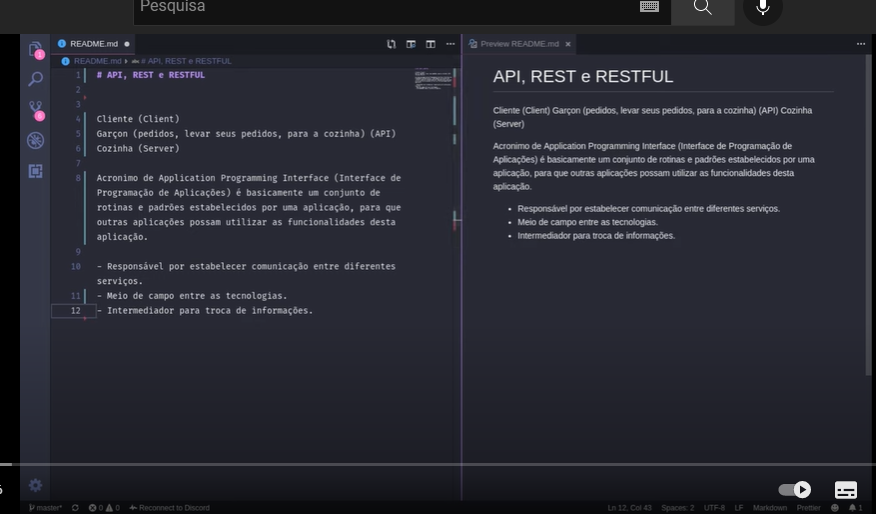 Pesquisa
README.md
Preview README.md
README.md # API, REST e RESTFUL
1 # API, REST e RESTFUL
2
3
4 Cliente (Client)
5 Garçon (pedidos, levar seus pedidos, para a cozinha) (API)
6 Cozinha (Server)
7
8 Acronimo de Application Programming Interface (Interface de
Programação de Aplicações) é basicamente um conjunto de
rotinas e padrões estabelecidos por uma aplicação, para que
outras aplicações possam utilizar as funcionalidades desta
aplicação.
9
10 - Responsável por estabelecer comunicação entre diferentes
serviços.
11 - Meio de campo entre as tecnologias.
12 - Intermediador para troca de informações.
API, REST e RESTFUL
Cliente (Client) Garçon (pedidos, levar seus pedidos, para a cozinha) (API) Cozinha
(Server)
Acronimo de Application Programming Interface (Interface de Programação de
Aplicações) é basicamente um conjunto de rotinas e padrões estabelecidos por uma
aplicação, para que outras aplicações possam utilizar as funcionalidades desta
aplicação.
• Responsável por estabelecer comunicação entre diferentes serviços.
• Meio de campo entre as tecnologias.
• Intermediador para troca de informações.
master* 0 0 Reconnect to Discord
Ln 12, Col 43 Spaces: 2 UTF-8 LF Markdown Prettier 1